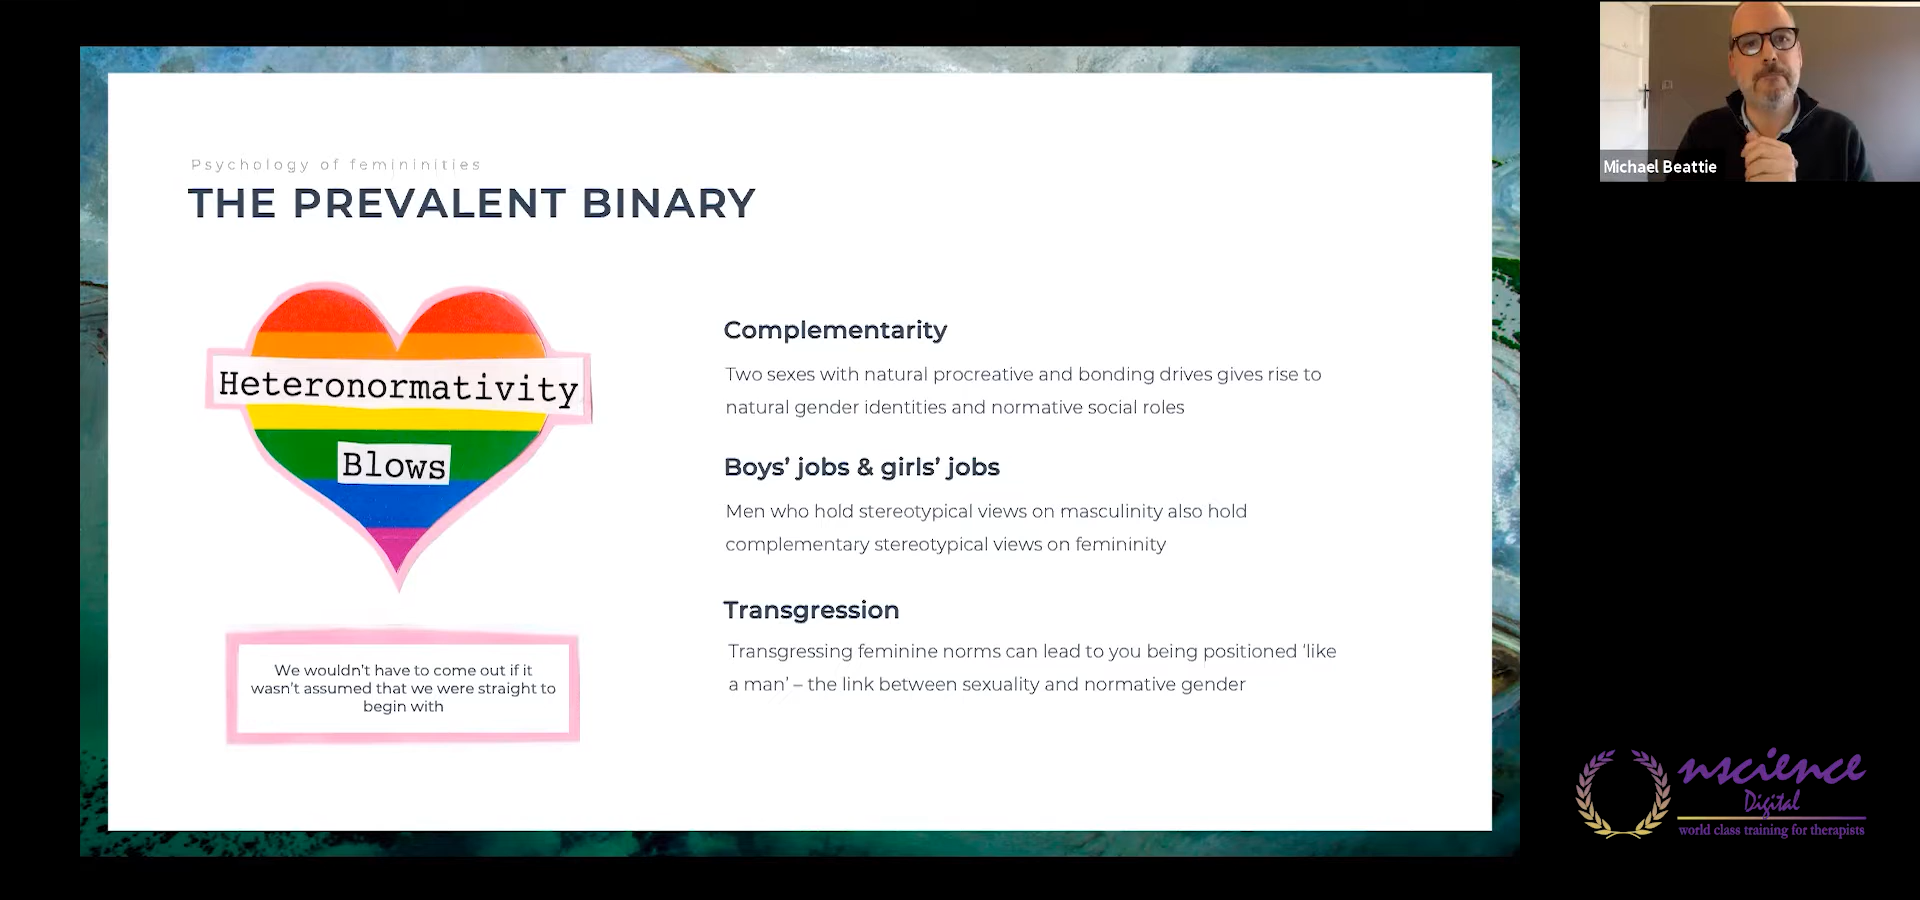 Psychology of femininities
THE PREVALENT BINARY
Heteronormativity
Blows
We wouldn't have to come out if it
wasn't assumed that we were straight to
begin with
Complementarity
Two sexes with natural procreative and bonding drives gives rise to
natural gender identities and normative social roles
Boys' jobs & girls' jobs
Men who hold stereotypical views on masculinity also hold
complementary stereotypical views on femininity
Transgression
Transgressing feminine norms can lead to you being positioned 'like
a man' – the link between sexuality and normative gender
Michael Beattie
nscience
Digital
world class training for therapists